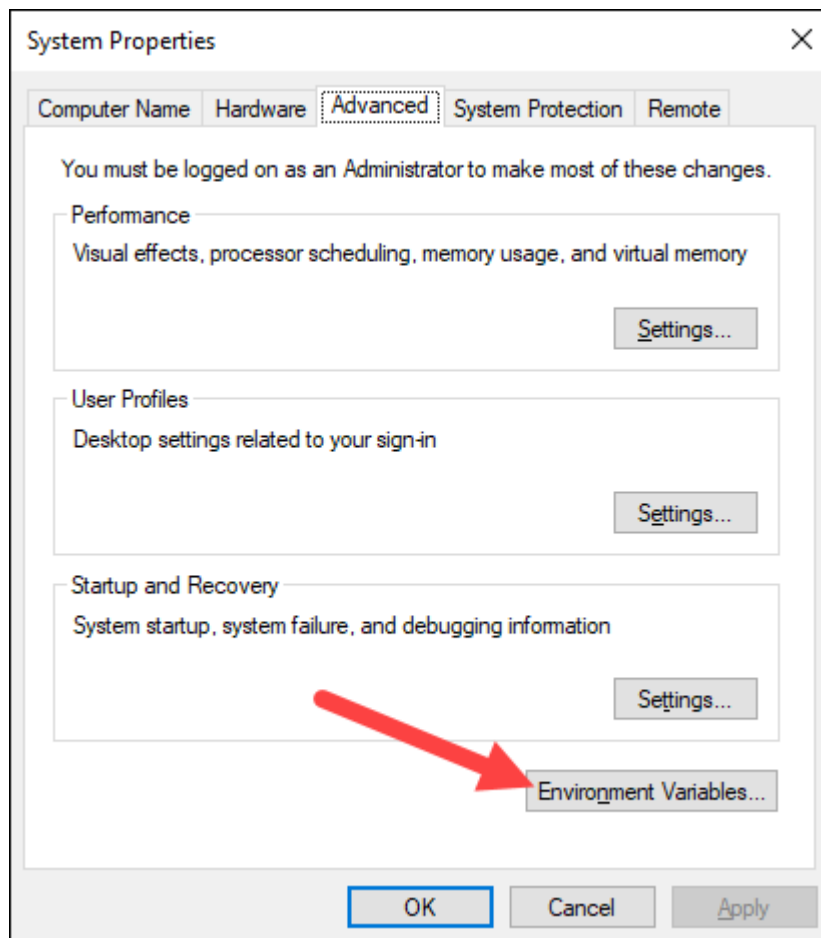 System Properties
Computer Name Hardware Advanced System Protection Remote
You must be logged on as an Administrator to make most of these changes.
Performance
Visual effects, processor scheduling, memory usage, and virtual memory
Settings...
User Profiles
Desktop settings related to your sign-in
Settings...
Startup and Recovery
System startup, system failure, and debugging information
Settings...
Environment Variables...
OK Cancel Apply